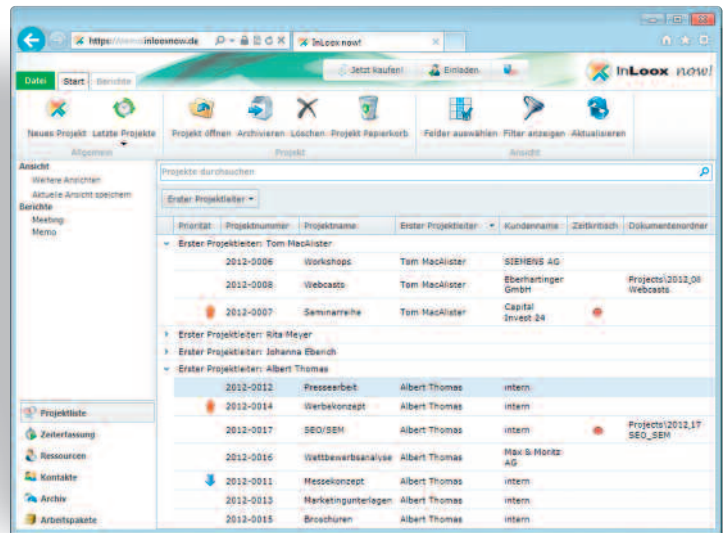 https:// inlooxnow.de
InLoox now!
Jetzt kaufen! Einladen
InLoox now!
Datei Start Berichte
Neues Projekt Letzte Projekte Projekt öffnen Archivieren Löschen Projekt Papierkorb Felder auswählen Filter anzeigen Aktualisieren
Allgemein Projekt Ansicht
Ansicht
Weitere Ansichten
Aktuelle Ansicht speichern
Berichte
Meeting
Memo
Projektliste
Zeiterfassung
Ressourcen
Kontakte
Archiv
Arbeitspakete
Projekte durchsuchen
Erster Projektleiter
Priorität Projektnummer Projektname Erster Projektleiter Kundenname Zeitkritisch Dokumentenordner
Erster Projektleiter: Tom MacAlister
2012-0006 Workshops Tom MacAlister SIEMENS AG
2012-0008 Webcasts Tom MacAlister Eberhartinger GmbH Projects\2012_08 Webcasts
2012-0007 Seminarreihe Tom MacAlister Capital Invest 24
Erster Projektleiter: Rita Meyer
Erster Projektleiter: Johanna Eberich
Erster Projektleiter: Albert Thomas
2012-0012 Pressearbeit Albert Thomas intern
2012-0014 Werbekonzept Albert Thomas intern
2012-0017 SEO/SEM Albert Thomas intern Projects\2012_17 SEO_SEM
2012-0016 Wettbewerbsanalyse Albert Thomas Max & Moritz AG
2012-0011 Messekonzept Albert Thomas intern
2012-0013 Marketingunterlagen Albert Thomas intern
2012-0015 Broschüren Albert Thomas intern